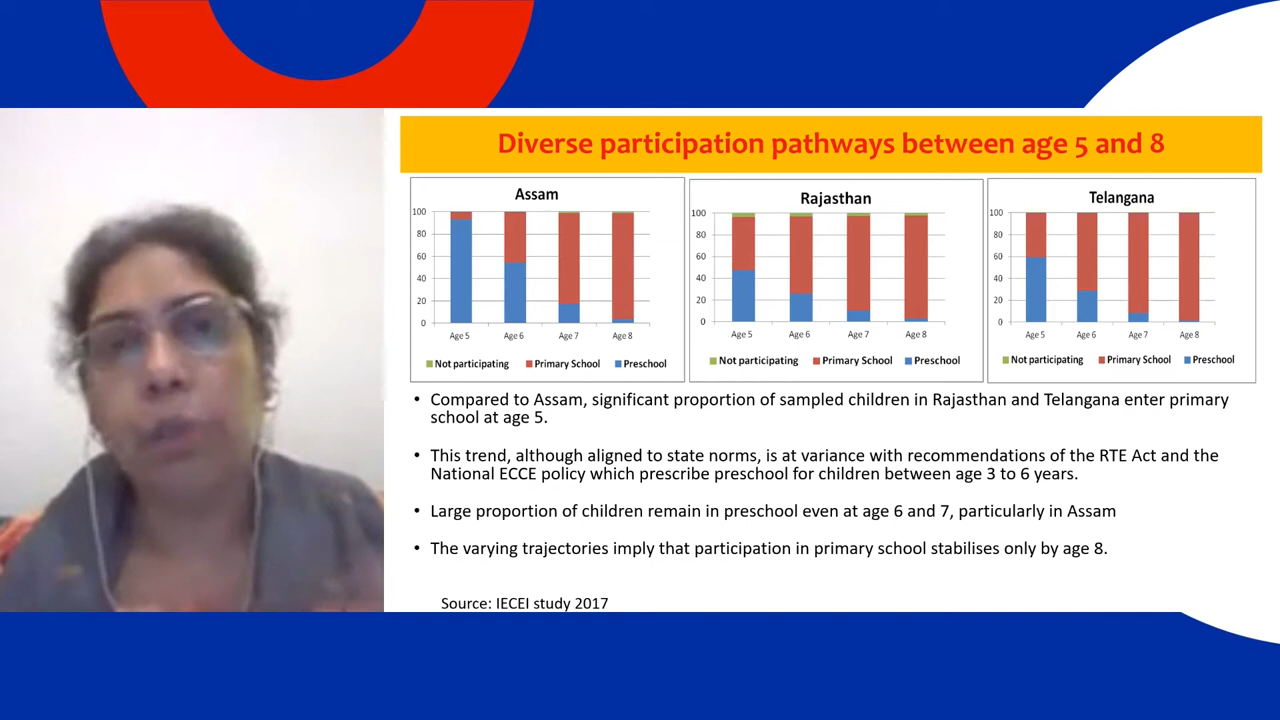 Diverse participation pathways between age 5 and 8
Assam
100
80
60
40
20
0
Age 5 Age 6 Age 7 Age 8
Not participating Primary School Preschool
Rajasthan
100
80
60
40
20
0
Age 5 Age 6 Age 7 Age 8
Not participating Primary School Preschool
Telangana
100
80
60
40
20
0
Age 5 Age 6 Age 7 Age 8
Not participating Primary School Preschool
• Compared to Assam, significant proportion of sampled children in Rajasthan and Telangana enter primary
school at age 5.
• This trend, although aligned to state norms, is at variance with recommendations of the RTE Act and the
National ECCE policy which prescribe preschool for children between age 3 to 6 years.
• Large proportion of children remain in preschool even at age 6 and 7, particularly in Assam
• The varying trajectories imply that participation in primary school stabilises only by age 8.
Source: IECEI study 2017